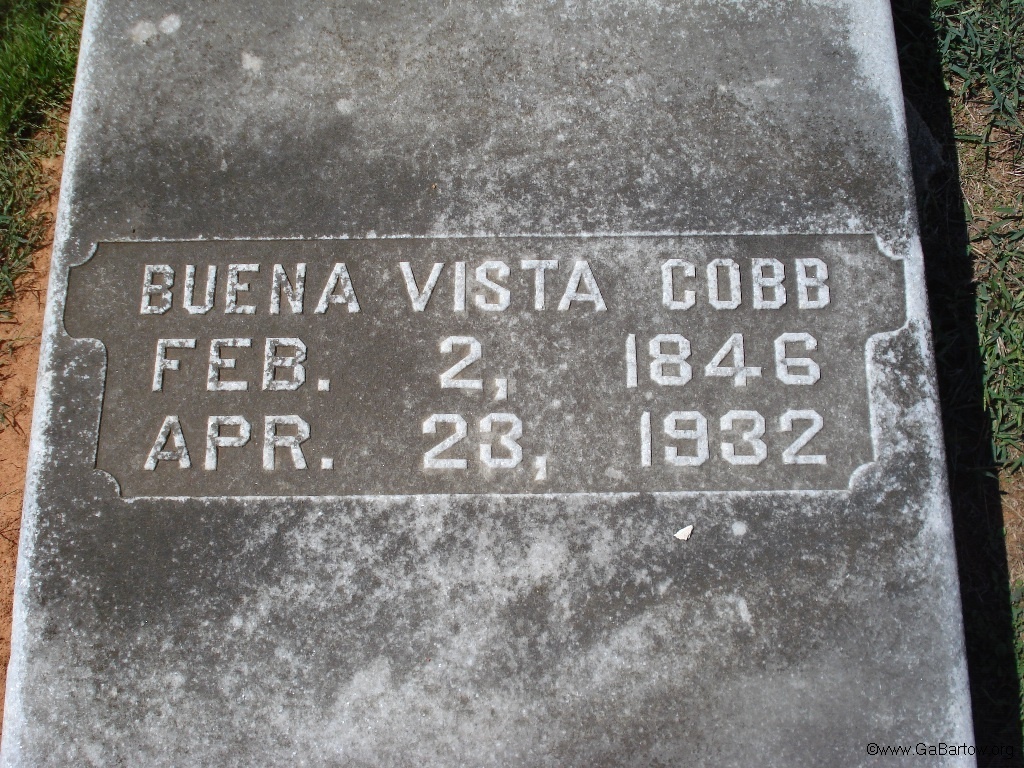 BUENA VISTA COBB
FEB. 2, 1846
APR. 23, 1932
©www.GaBartow.org